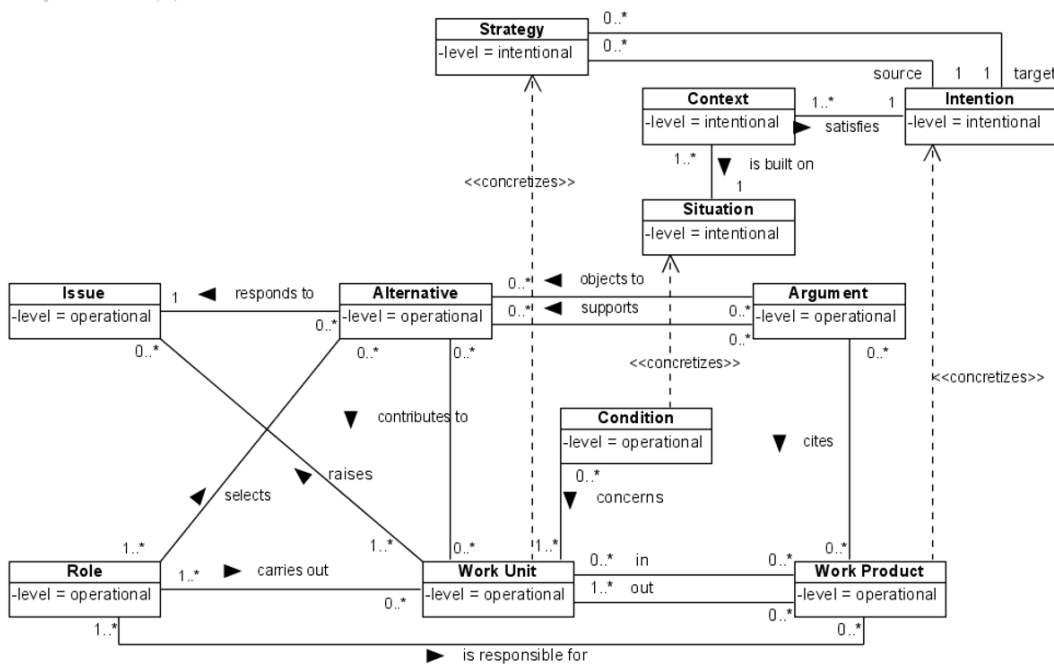 Strategy
-level = intentional
0..*
0..*
source
1
1
target
Context
-level = intentional
1..*
1
satisfies
Intention
-level = intentional
1..*
is built on
1
<<concretizes>>
Situation
-level = intentional
Issue
-level = operational
1
responds to
0..*
Alternative
-level = operational
0..*
objects to
0..*
supports
0..*
0..*
Argument
-level = operational
0..*
0..*
0..*
0..*
<<concretizes>>
<<concretizes>>
contributes to
Condition
-level = operational
cites
raises
0..*
selects
concerns
1..*
1..*
0..*
1..*
0..*
in
0..*
0..*
Role
-level = operational
1..*
carries out
0..*
Work Unit
-level = operational
1..*
out
0..*
Work Product
-level = operational
1..*
0..*
is responsible for